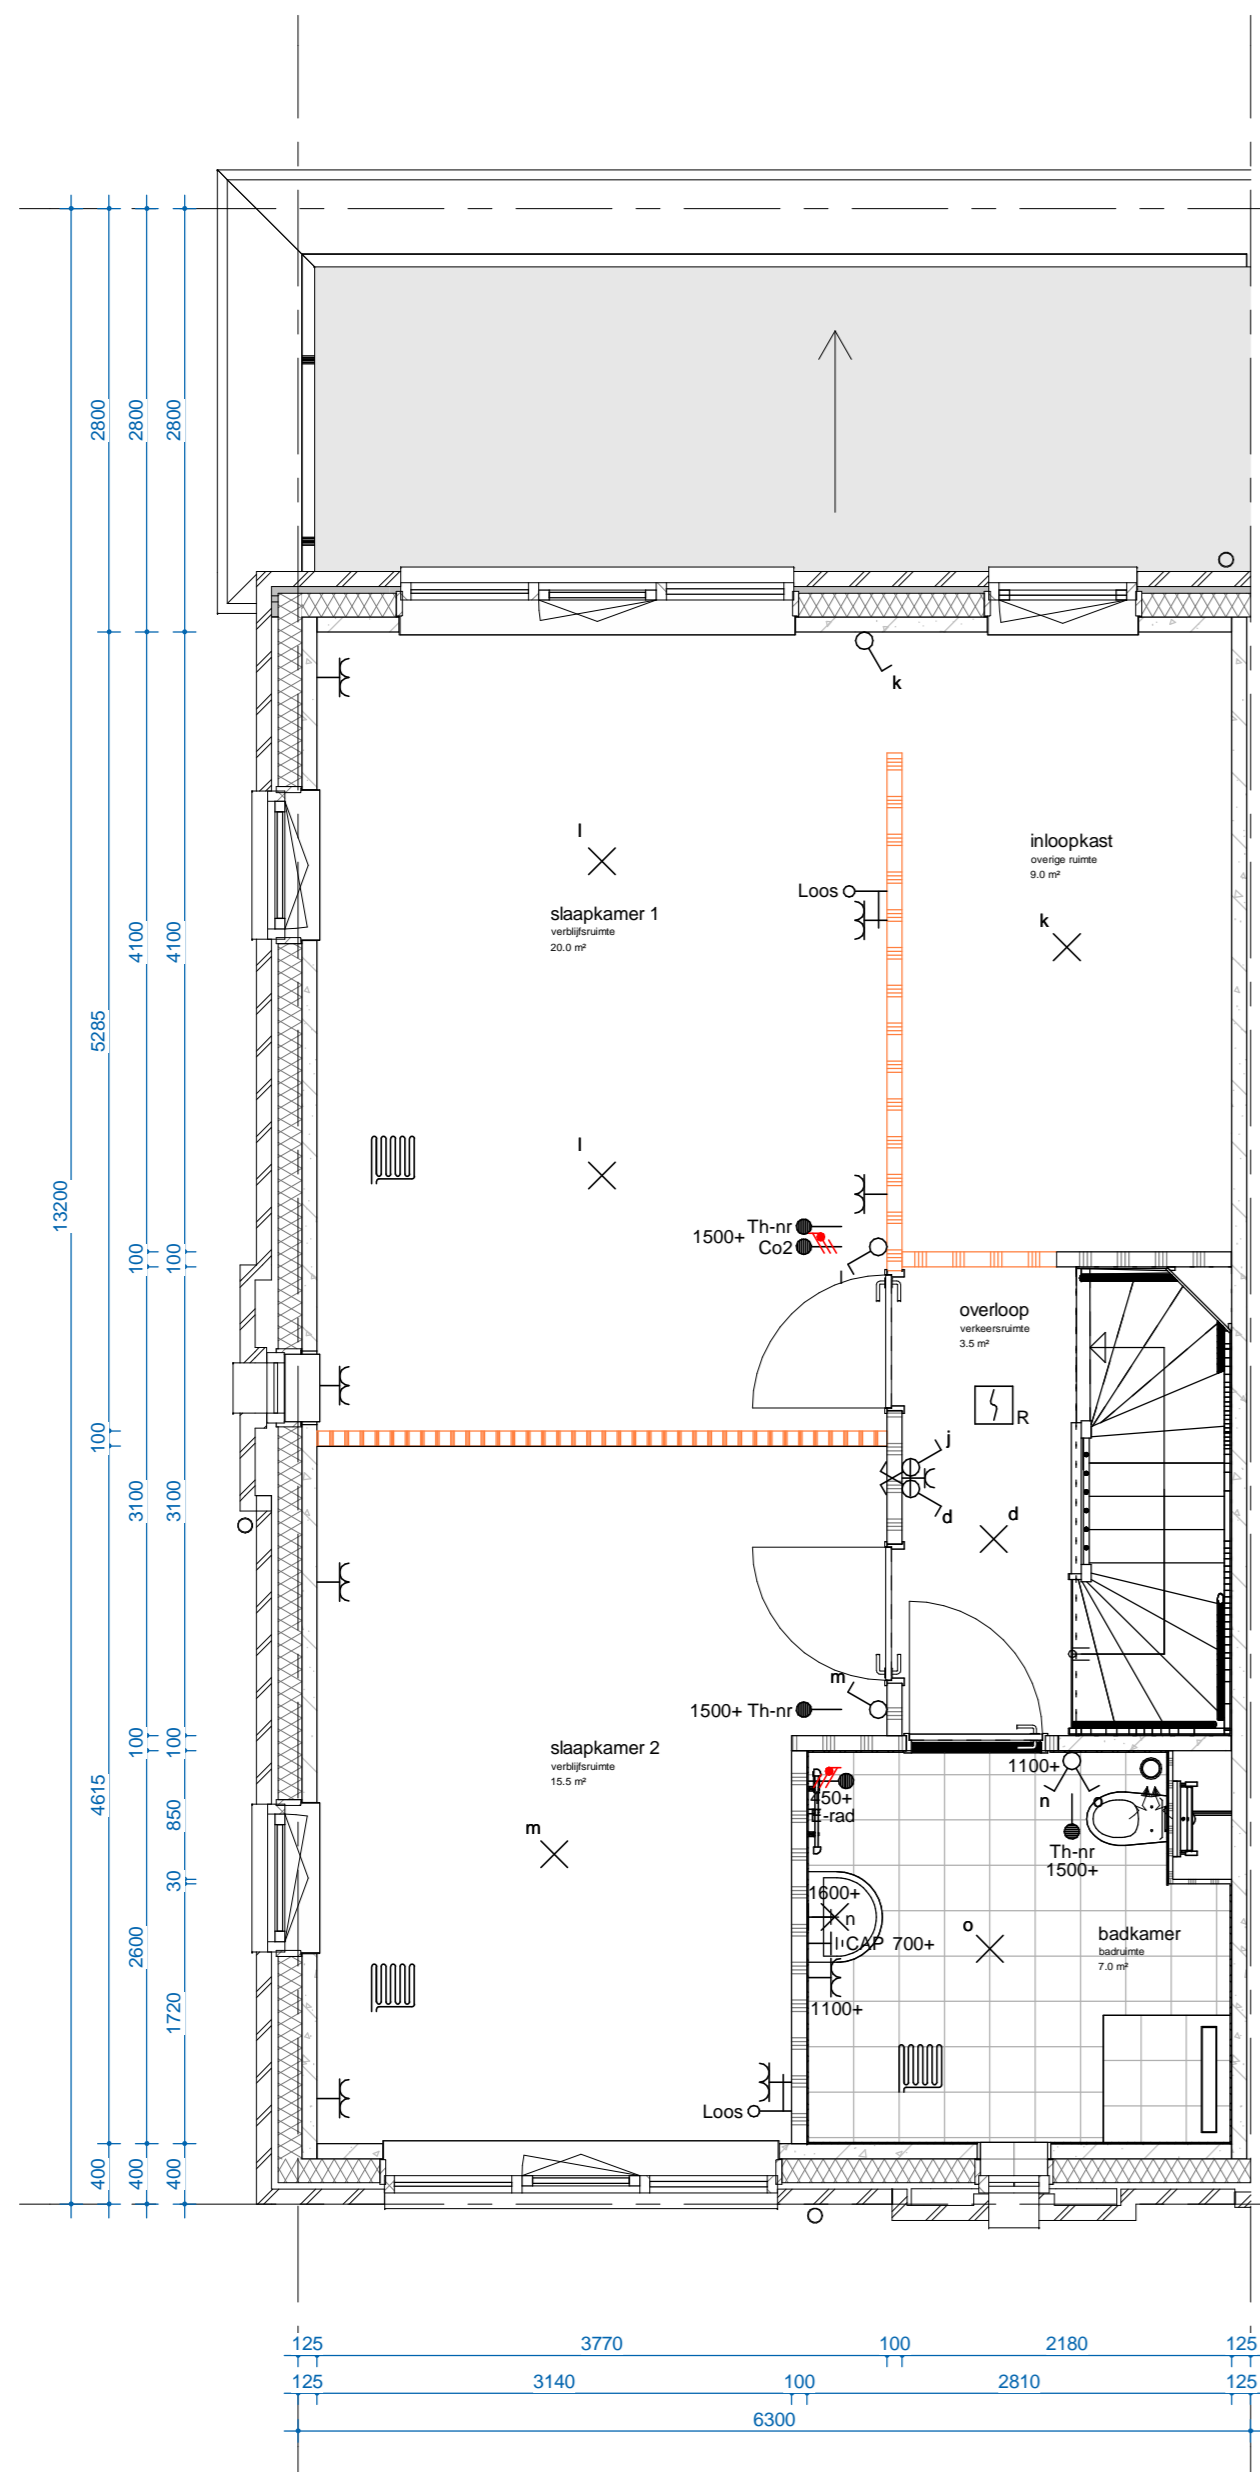 2800
2800
2800
k
l
inloopkast
overige ruimte
9.0 m²
Loos
slaapkamer 1
verblijfsruimte
20.0 m²
k
4100
4100
5285
l
13200
1500+
Th-nr
Co2
l
100
100
overloop
verkeersruimte
3.5 m²
R
100
j
d
d
3100
3100
m
1500+ Th-nr
100
100
slaapkamer 2
verblijfsruimte
15.5 m²
1100+
n
o
450+
E-rad
4615
850
m
Th-nr
1500+
30
1600+
n
o
badkamer
badruimte
7.0 m²
CAP 700+
2600
1720
1100+
Loos
400
400
400
125
3770
100
2180
125
125
3140
100
2810
125
6300